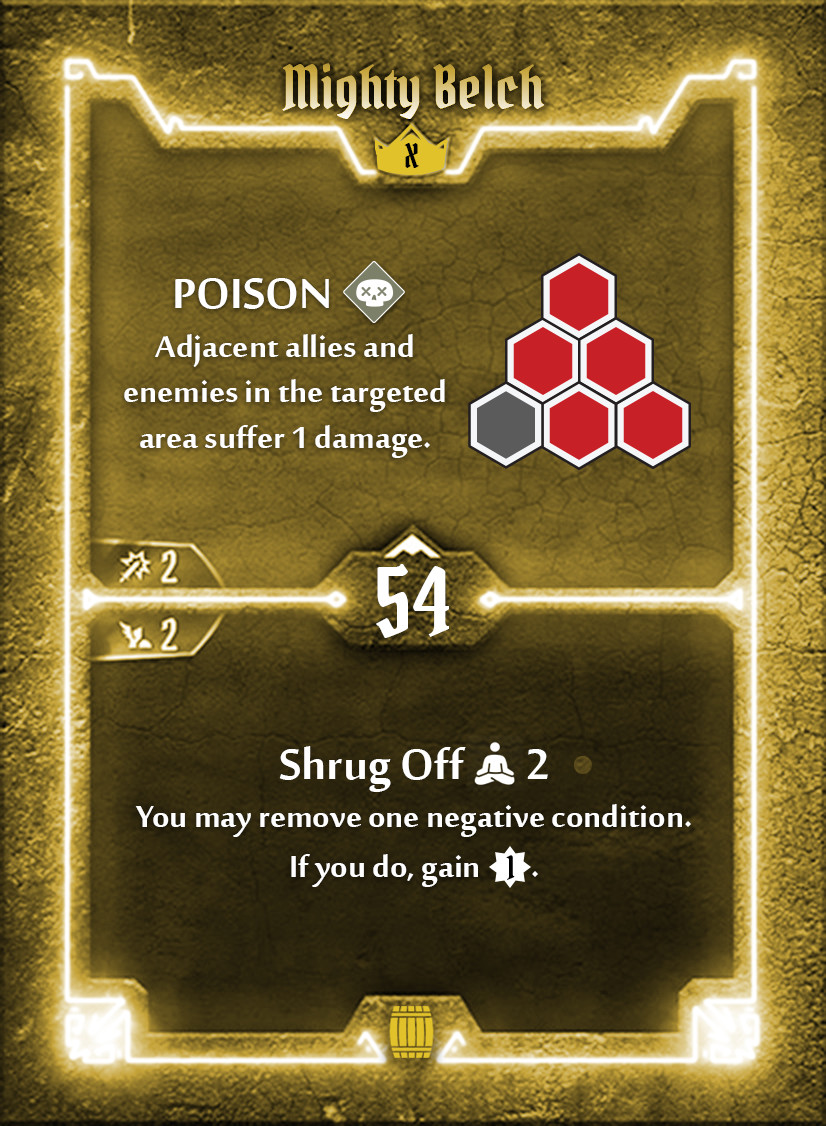 Mighty Belch
X
POISON
Adjacent allies and
enemies in the targeted
area suffer 1 damage.
2
54
2
Shrug Off 2
You may remove one negative condition.
If you do, gain 1.